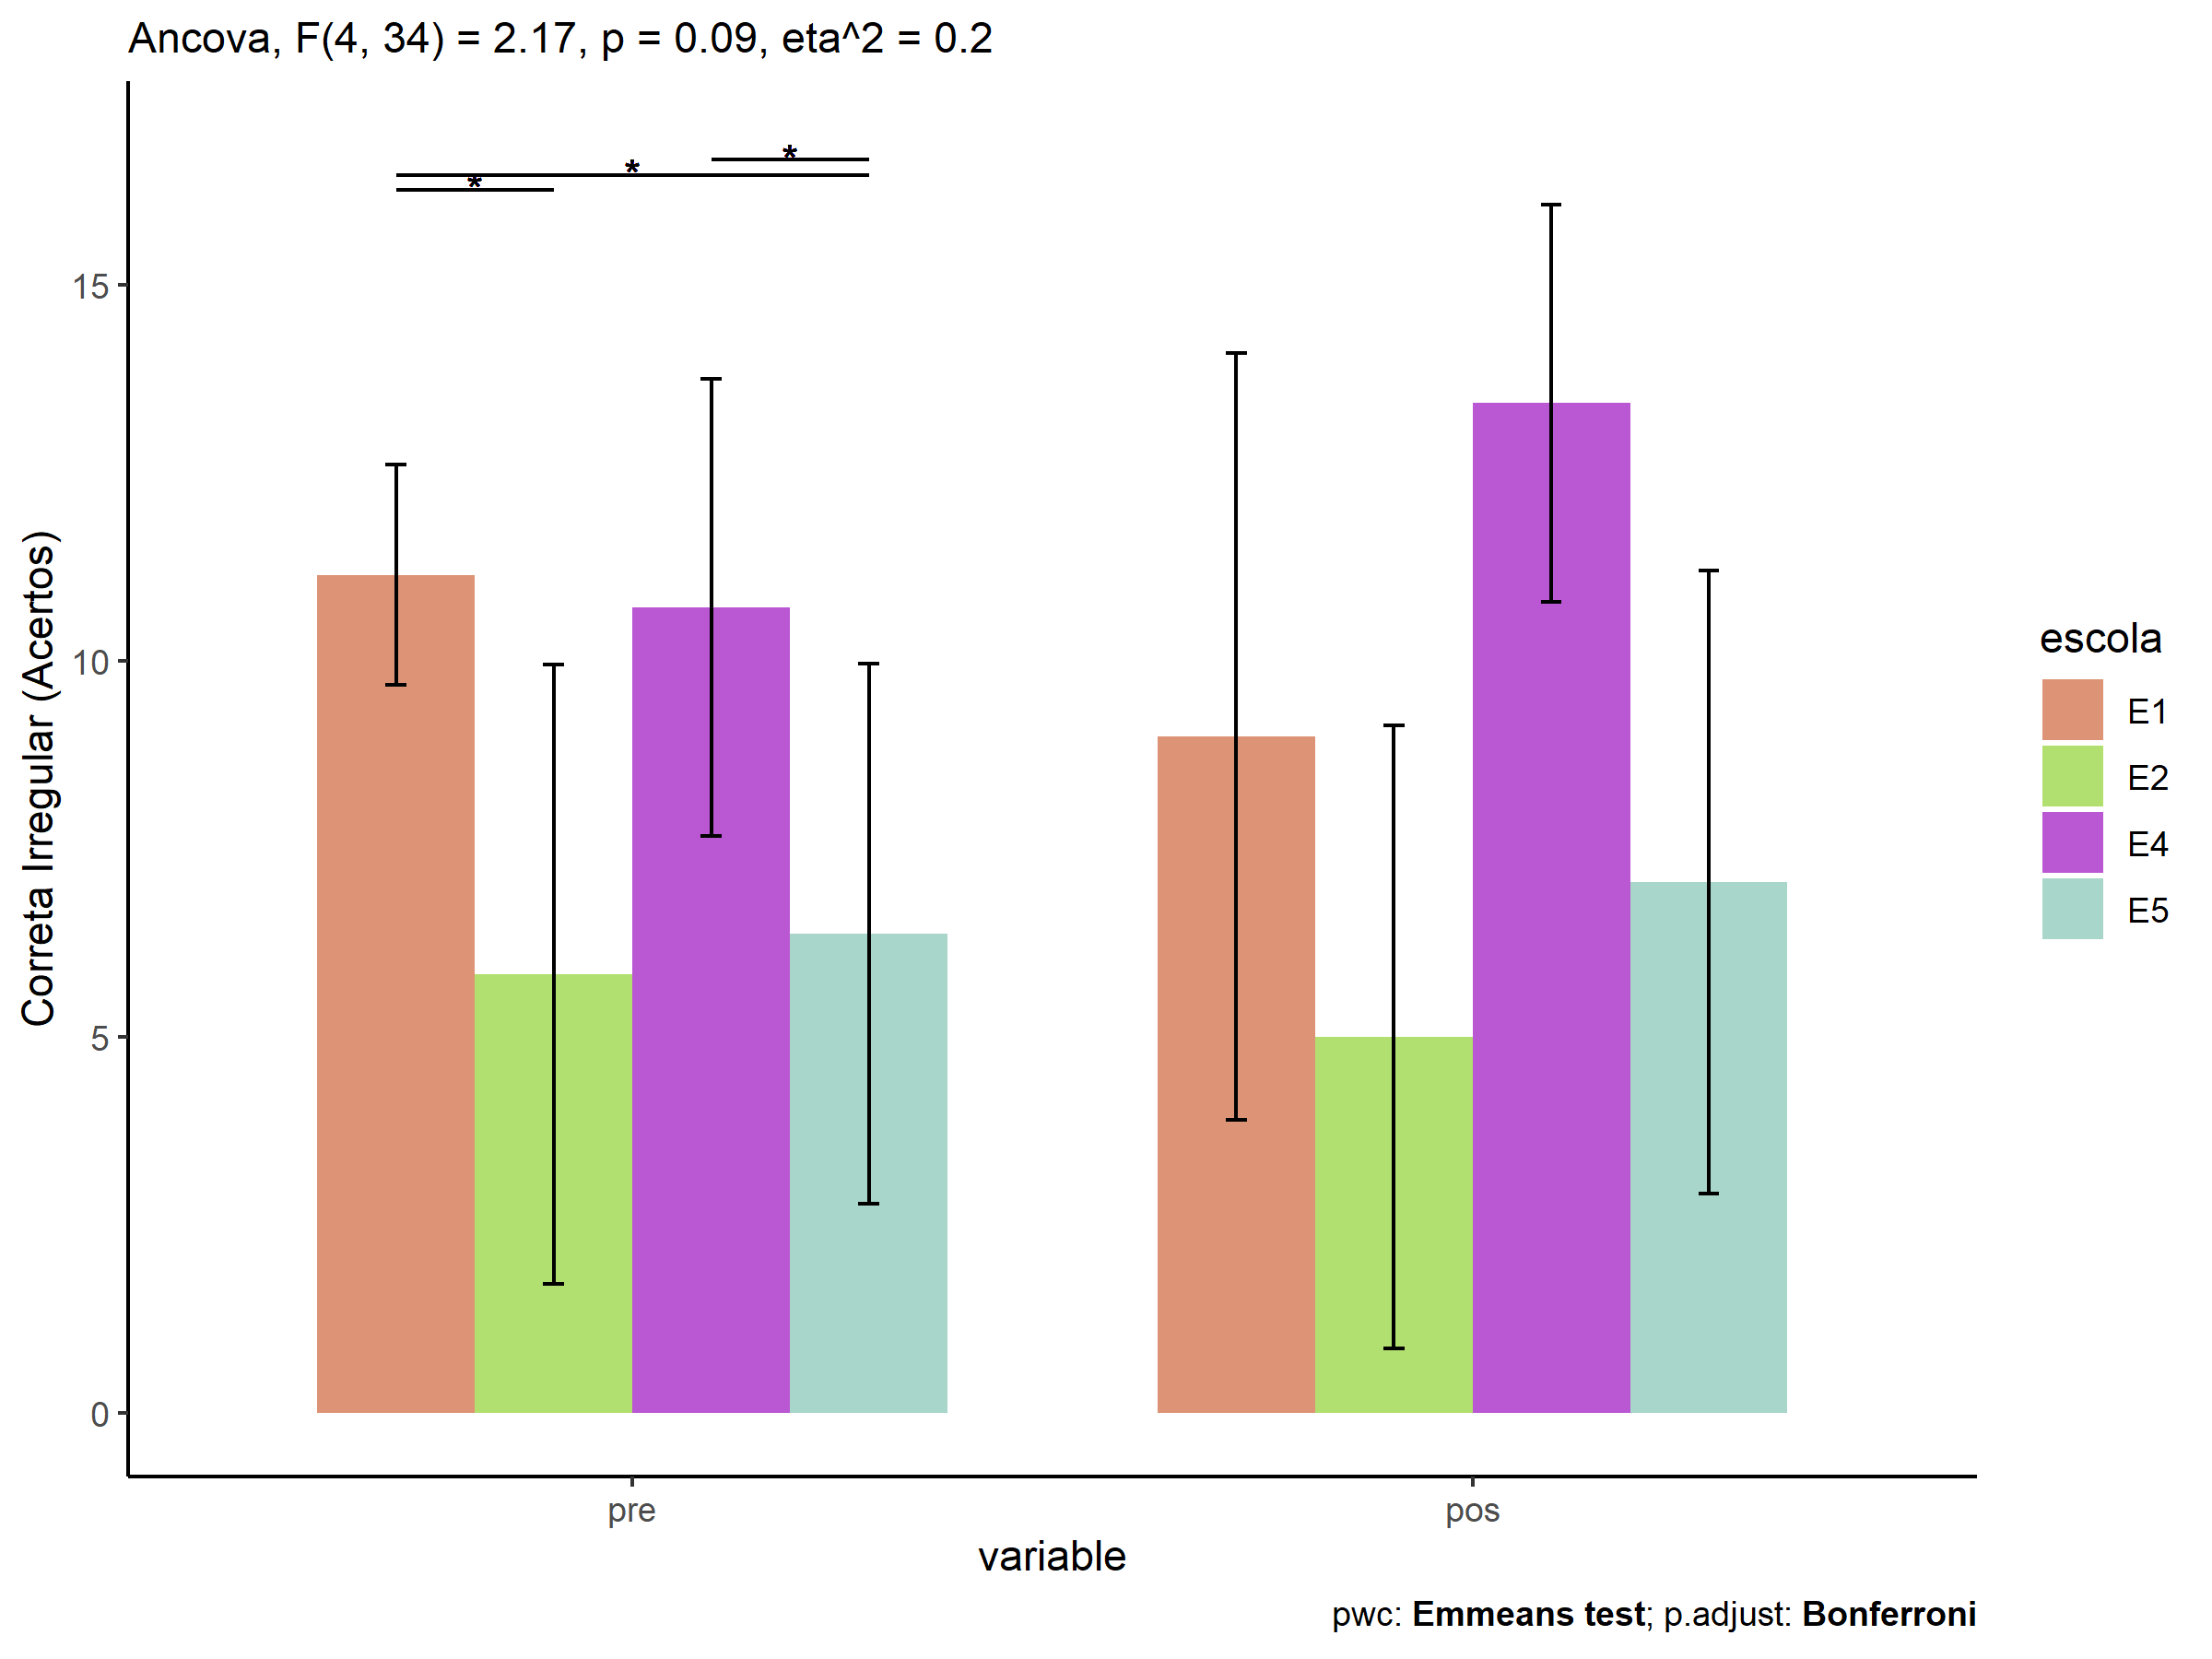 Ancova, F(4, 34) = 2.17, p = 0.09, eta^2 = 0.2
*
*
*
Correta Irregular (Acertos)
15
10
5
0
pre
pos
variable
escola
E1
E2
E4
E5
pwc: Emmeans test; p.adjust: Bonferroni